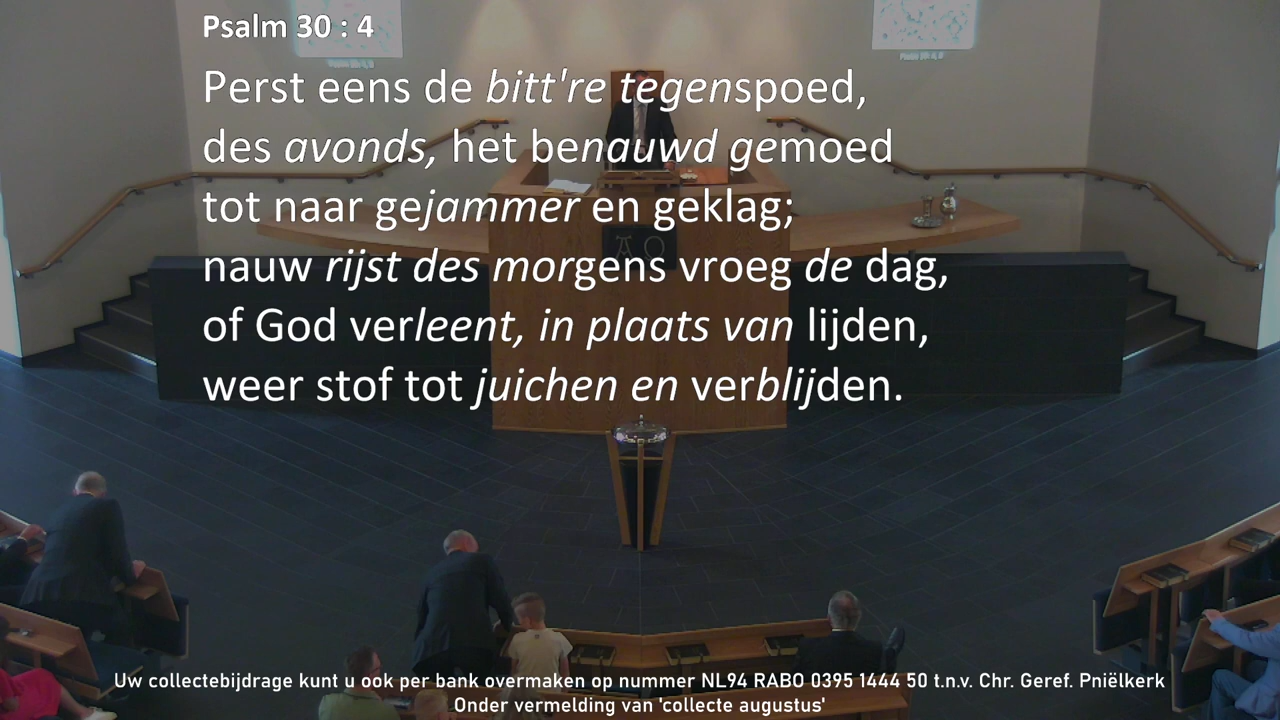 Psalm 30 : 4
Perst eens de bitt're tegenspoed,
des avonds, het benauwd gemoed
tot naar gejammer en geklag;
nauw rijst des morgens vroeg de dag,
of God verleent, in plaats van lijden,
weer stof tot juichen en verblijden.
Uw collectebijdrage kunt u ook per bank overmaken op nummer NL94 RABO 0395 1444 50 t.n.v. Chr. Geref. Pniëlkerk
Onder vermelding van 'collecte augustus'